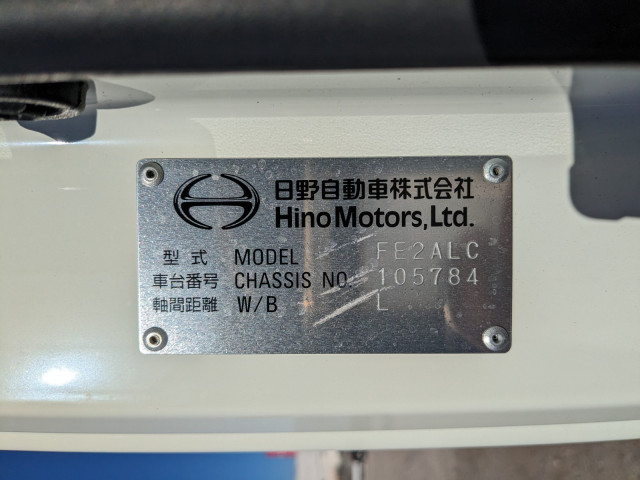 日野自動車株式会社
Hino Motors, Ltd.
型式 MODEL FE2ALC
車台番号 CHASSIS NO. 105784
軸間距離 W/B L